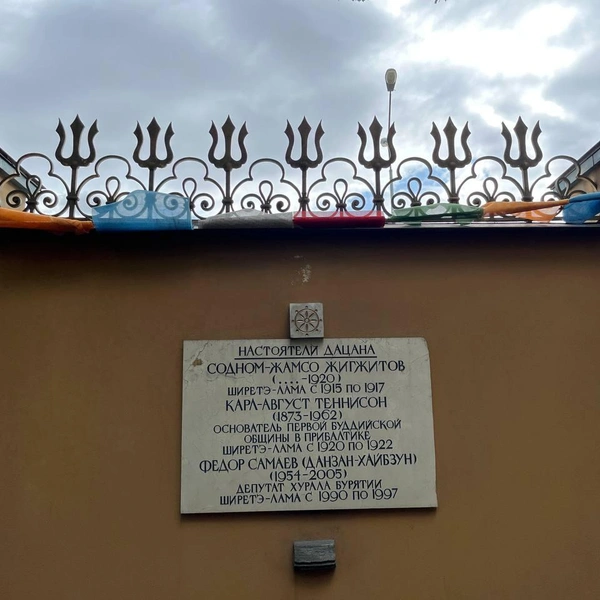 НАСТОЯТЕЛИ ДАЦАНА
СОДНОМ-ЖАМСО ЖИГЖИТОВ
(....-1920)
ШИРЕТЭ-ЛАМА С 1915 ПО 1917
КАРЛ-АВГУСТ ТЕННИСОН
(1873-1962)
ОСНОВАТЕЛЬ ПЕРВОЙ БУДДИЙСКОЙ
ОБЩИНЫ В ПРИБАЛТИКЕ
ШИРЕТЭ-ЛАМА С 1920 ПО 1922
ФЕДОР САМАЕВ (ДАНЗАН-ХАЙБЗУН)
(1954-2005)
ДЕПУТАТ ХУРАЛА БУРЯТИИ
ШИРЕТЭ-ЛАМА С 1990 ПО 1997